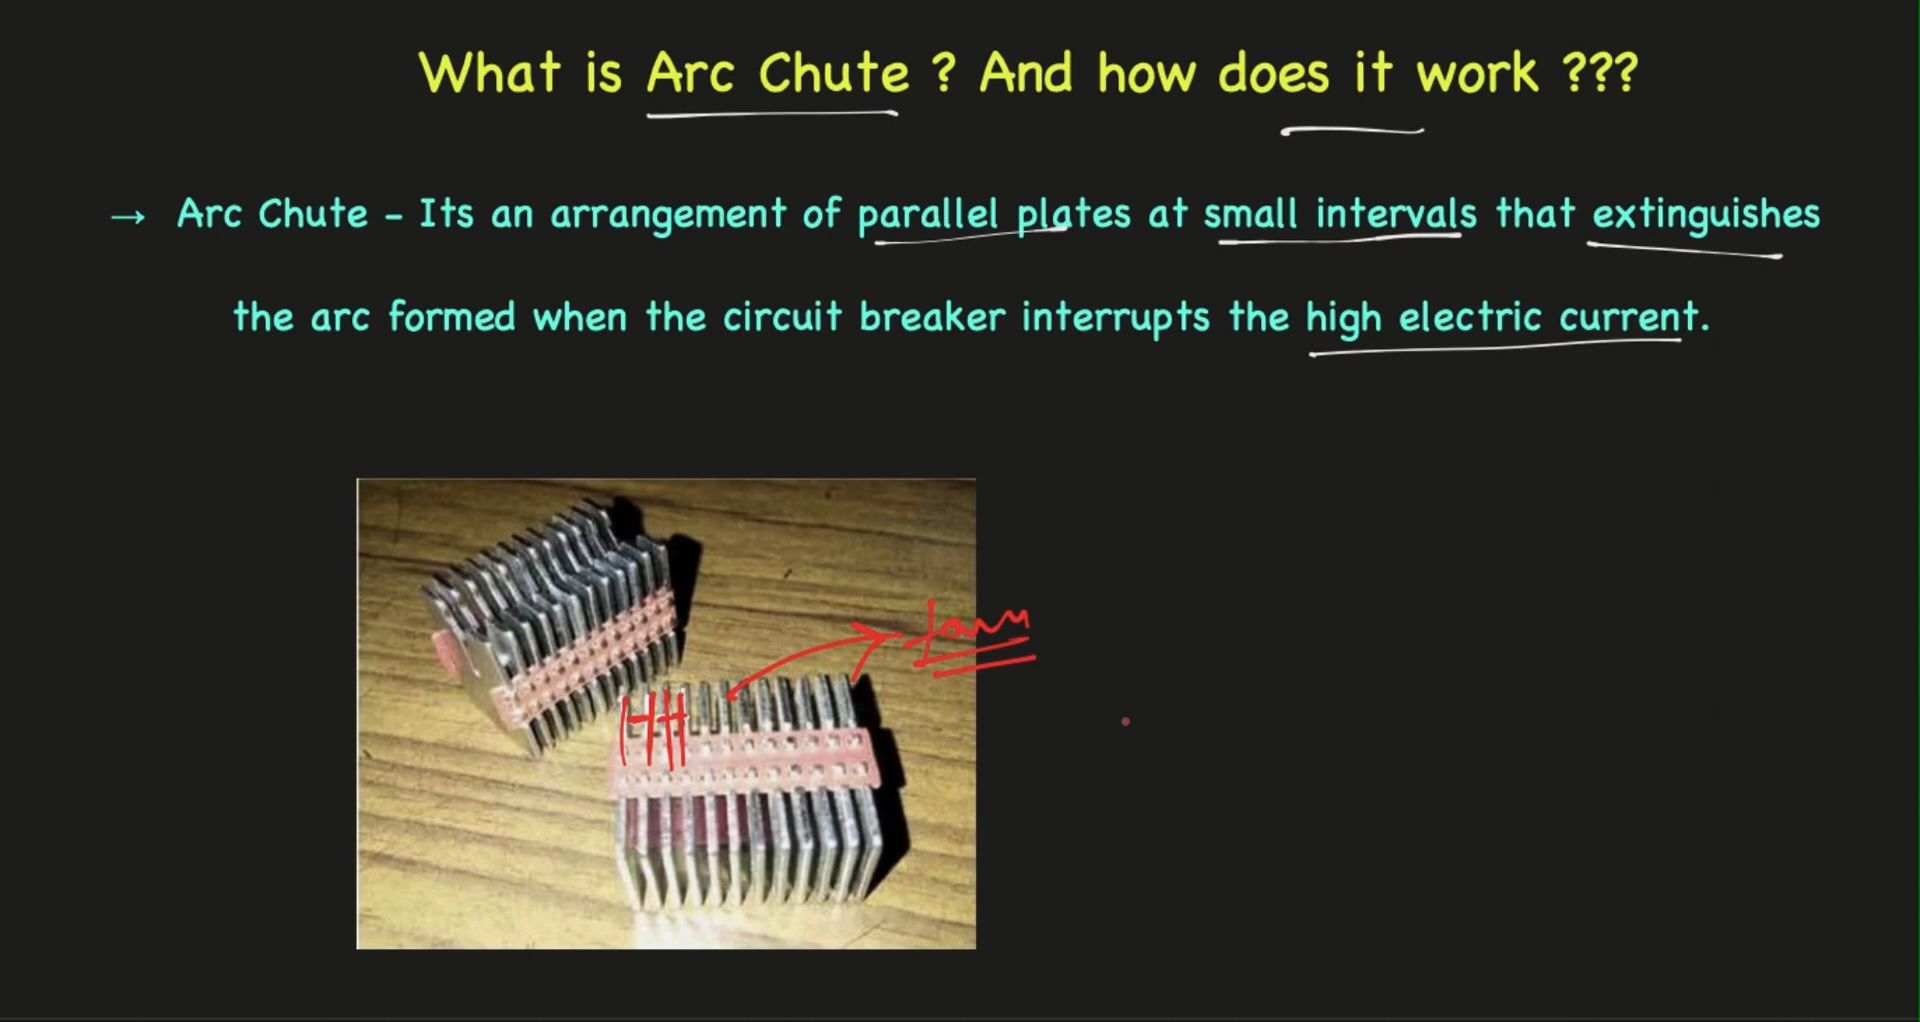 What is Arc Chute ? And how does it work ???
→ Arc Chute - Its an arrangement of parallel plates at small intervals that extinguishes
the arc formed when the circuit breaker interrupts the high electric current.